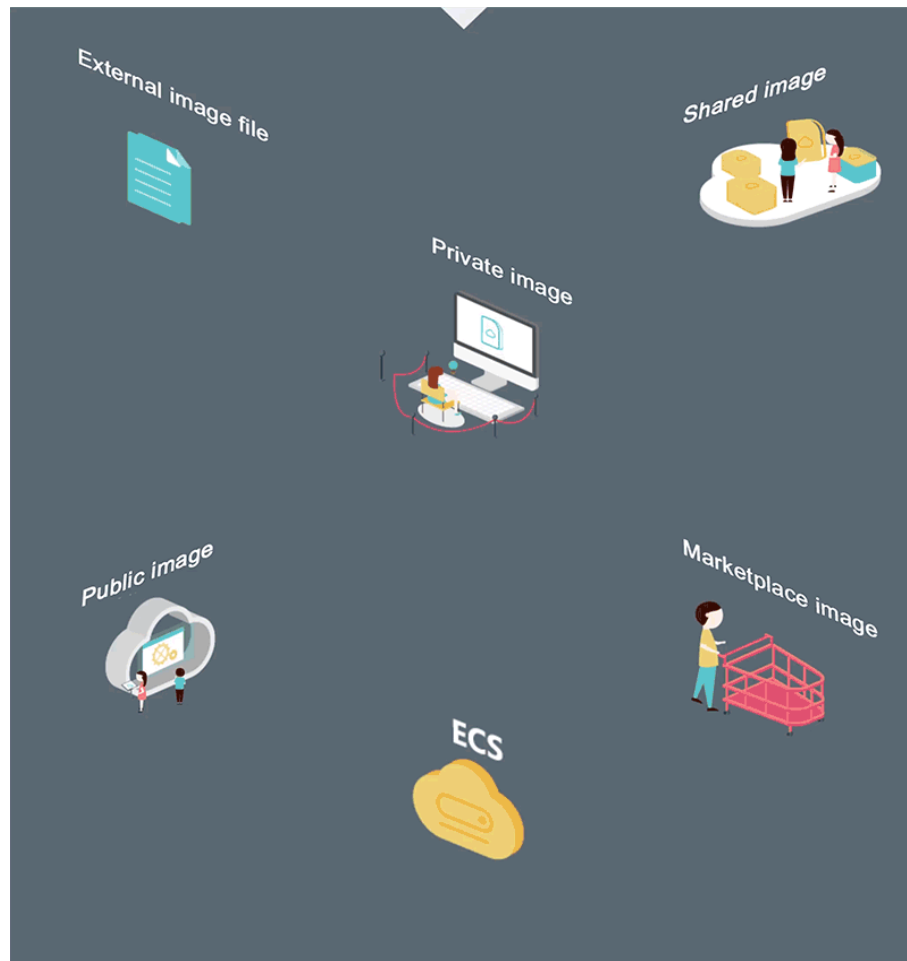 External image file
Shared image
Private image
Public image
Marketplace image
ECS